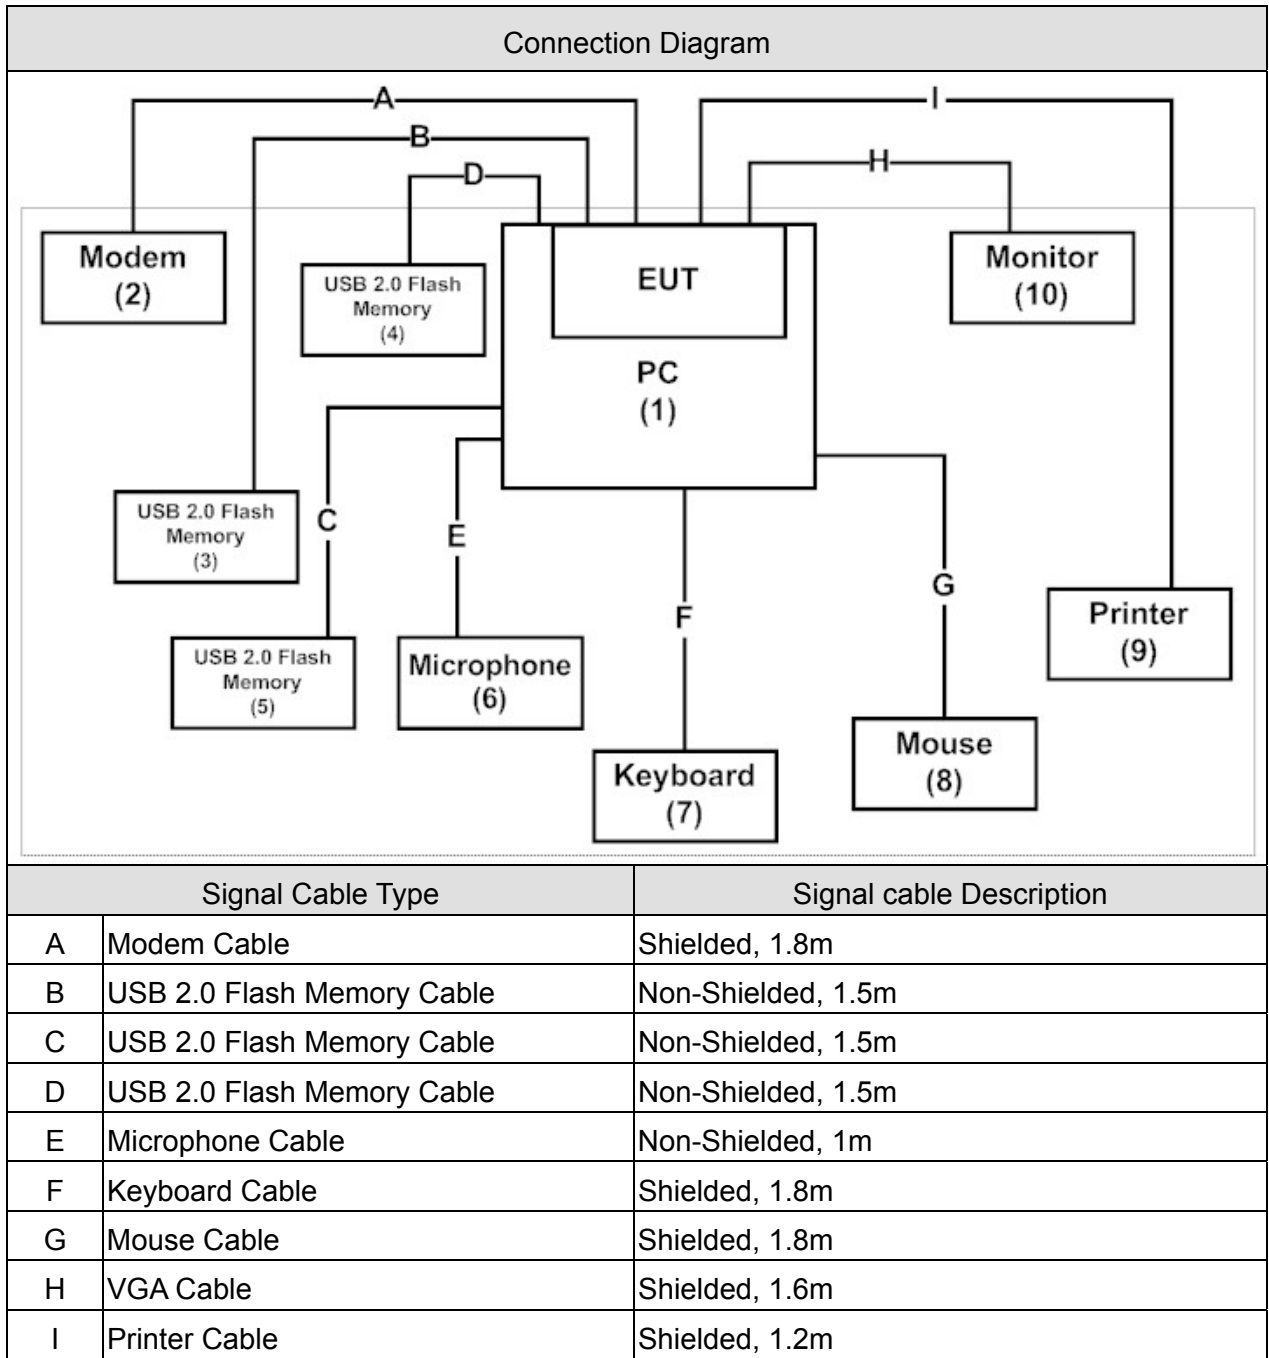 Connection Diagram
A
I
B
H
D
Modem
(2)
USB 2.0 Flash
Memory
(4)
EUT
Monitor
(10)
PC
(1)
USB 2.0 Flash
Memory
(3)
C
E
G
F
Printer
(9)
USB 2.0 Flash
Memory
(5)
Microphone
(6)
Mouse
(8)
Keyboard
(7)
Signal Cable Type Signal cable Description
A Modem Cable Shielded, 1.8m
B USB 2.0 Flash Memory Cable Non-Shielded, 1.5m
C USB 2.0 Flash Memory Cable Non-Shielded, 1.5m
D USB 2.0 Flash Memory Cable Non-Shielded, 1.5m
E Microphone Cable Non-Shielded, 1m
F Keyboard Cable Shielded, 1.8m
G Mouse Cable Shielded, 1.8m
H VGA Cable Shielded, 1.6m
I Printer Cable Shielded, 1.2m